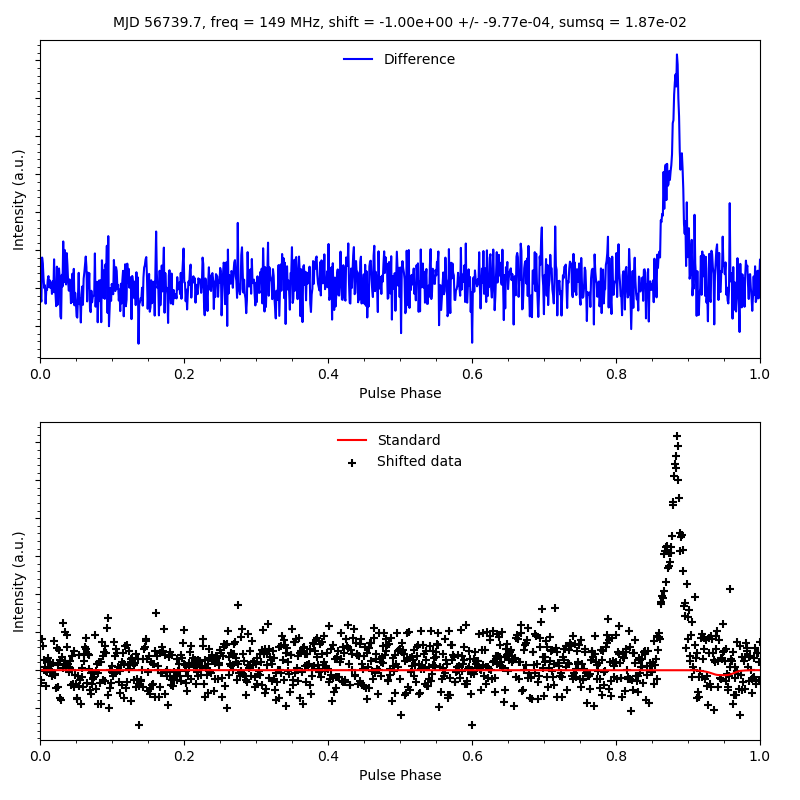 MJD 56739.7, freq = 149 MHz, shift = -1.00e+00 +/- -9.77e-04, sumsq = 1.87e-02
Difference
Intensity (a.u.)
0.0 0.2 0.4 0.6 0.8 1.0
Pulse Phase
Standard
Shifted data
Intensity (a.u.)
0.0 0.2 0.4 0.6 0.8 1.0
Pulse Phase